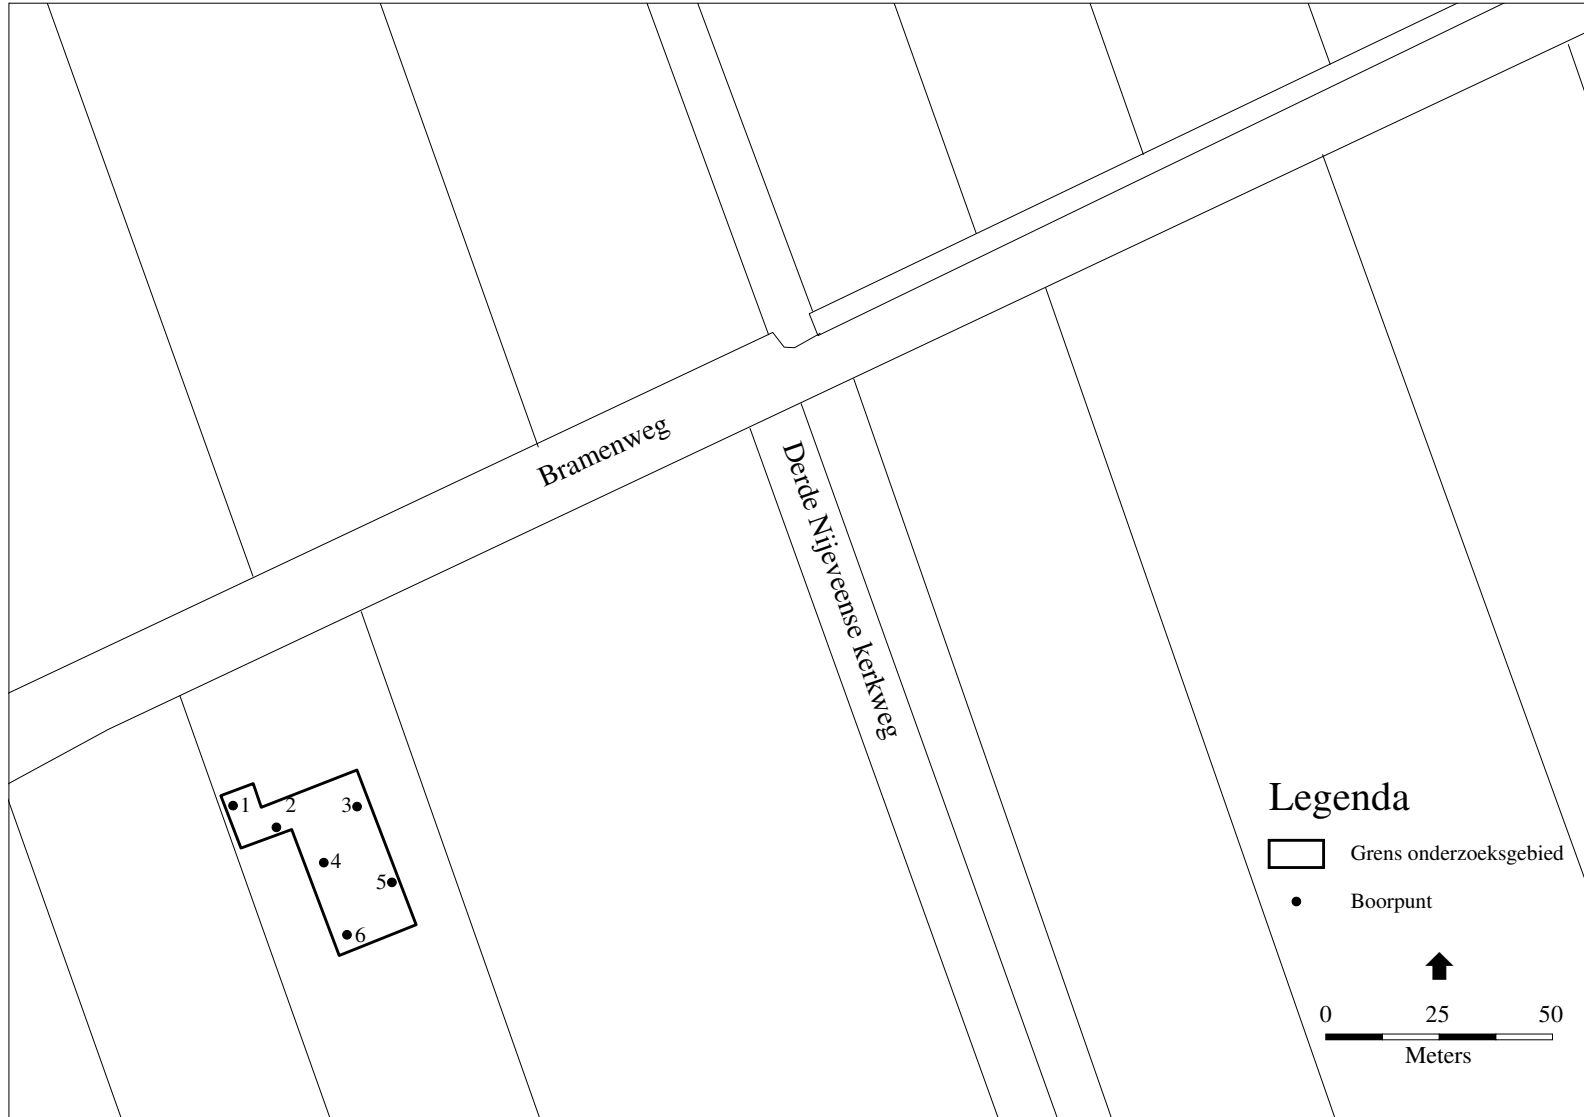 Bramenweg
Derde Nijeveense kerkweg
1
2
3
4
5
6
Legenda
Grens onderzoeksgebied
Boorpunt
0 25 50
Meters